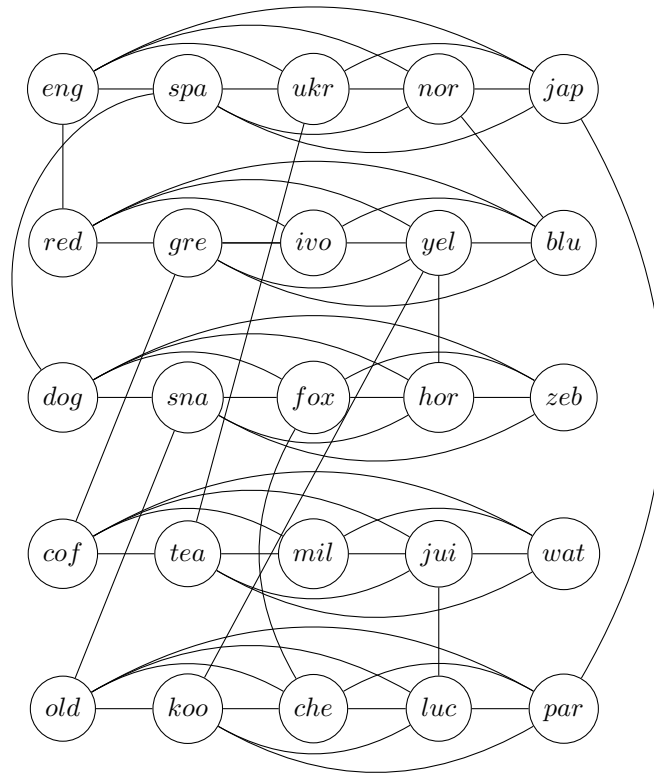 eng spa ukr nor jap
red gre ivo yel blu
dog sna fox hor zeb
cof tea mil jui wat
old koo che luc par